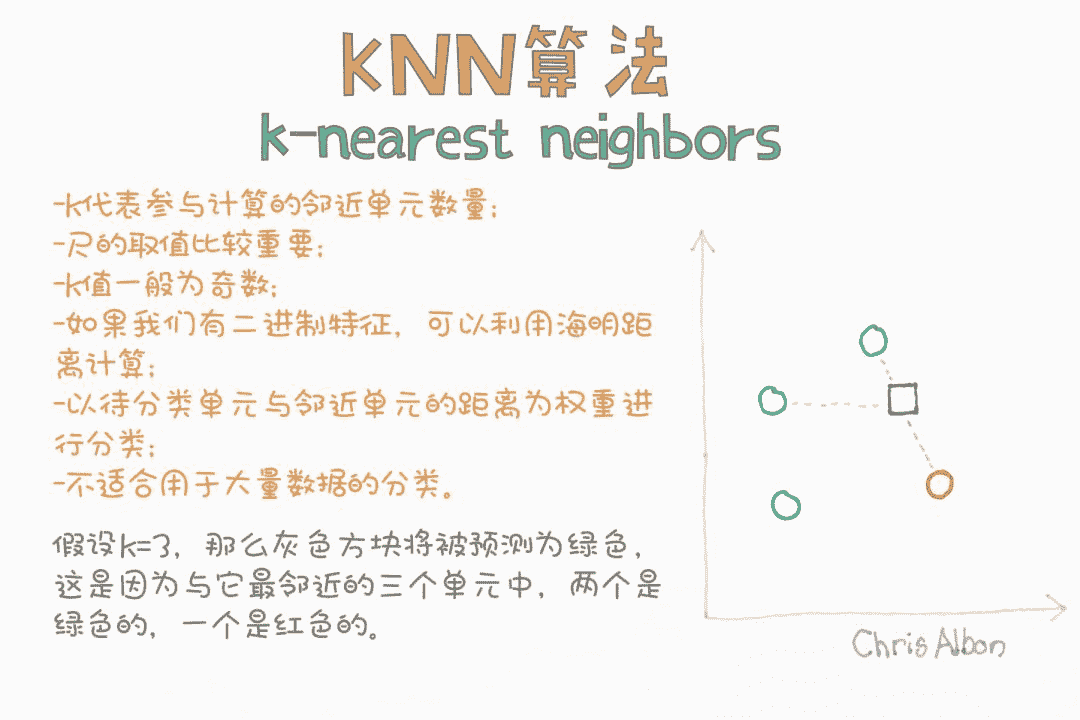 KNN算法
k-nearest neighbors
-k代表参与计算的邻近单元数量；
-尺的取值比较重要；
-k值一般为奇数；
-如果我们有二进制特征，可以利用海明距
离计算；
-以待分类单元与邻近单元的距离为权重进
行分类；
-不适合用于大量数据的分类。
假设k=3，那么灰色方块将被预测为绿色，
这是因为与它最邻近的三个单元中，两个是
绿色的，一个是红色的。
Chris Albon